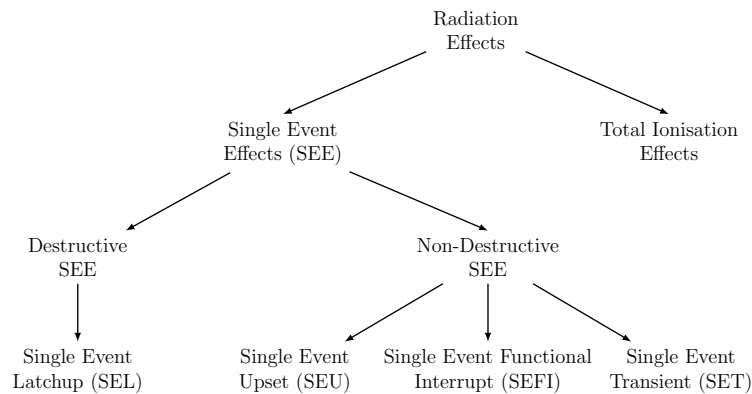 Radiation
Effects
Single Event
Effects (SEE)
Total Ionisation
Effects
Destructive
SEE
Non-Destructive
SEE
Single Event
Latchup (SEL)
Single Event
Upset (SEU)
Single Event Functional
Interrupt (SEFI)
Single Event
Transient (SET)